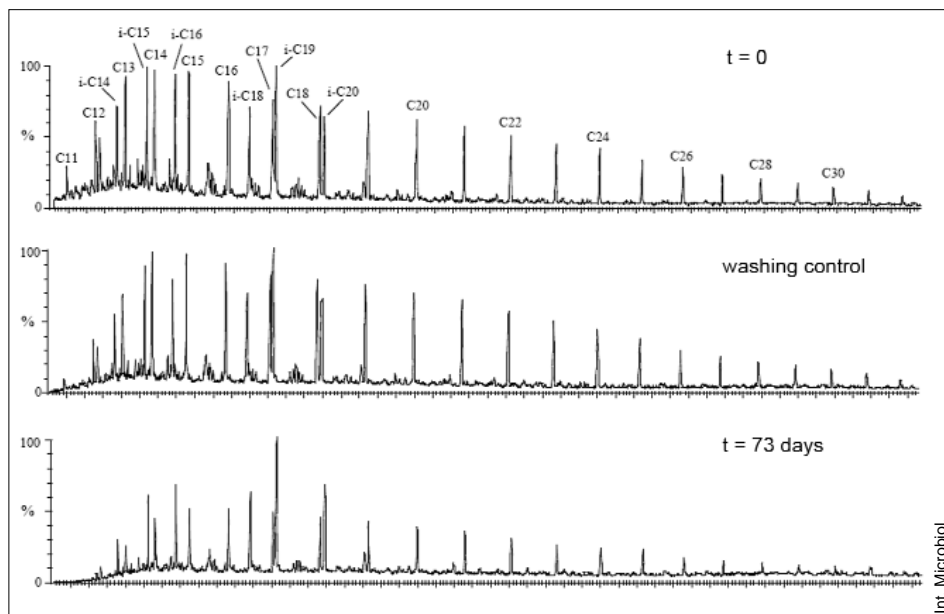 i-C15
i-C16
i-C19
C17
C14
C13
C15
i-C14
C16
i-C18
C18
i-C20
C12
C11
C20
C22
C24
C26
C28
C30
t = 0
100
%
0
washing control
100
%
0
t = 73 days
100
%
0
Int. Microbiol